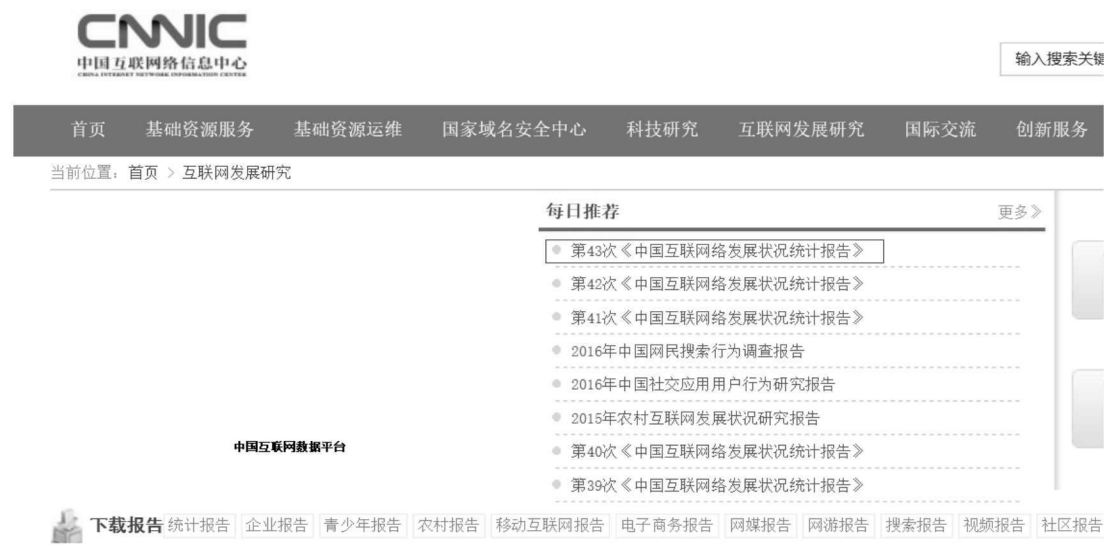 CNNIC
中国互联网络信息中心
CHINA INTERNET NETWORK INFORMATION CENTER
输入搜索关键
首页 基础资源服务 基础资源运维 国家域名安全中心 科技研究 互联网发展研究 国际交流 创新服务
当前位置：首页 > 互联网发展研究
每日推荐 更多》
第43次《中国互联网络发展状况统计报告》
第42次《中国互联网络发展状况统计报告》
第41次《中国互联网络发展状况统计报告》
2016年中国网民搜索行为调查报告
2016年中国社交应用用户行为研究报告
2015年农村互联网发展状况研究报告
中国互联网数据平台
第40次《中国互联网络发展状况统计报告》
第39次《中国互联网络发展状况统计报告》
下载报告 统计报告 企业报告 青少年报告 农村报告 移动互联网报告 电子商务报告 网媒报告 网游报告 搜索报告 视频报告 社区报告